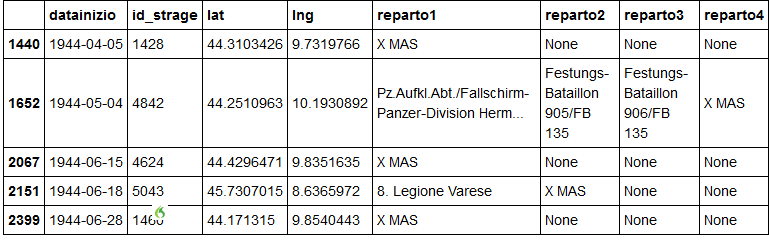 datainizo id_strage lat lng reparto1 reparto2 reparto3 reparto4
1440 1944-04-05 1428 44.3103426 9.7319766 X MAS None None None
1652 1944-05-04 4842 44.2510963 10.1930892 Pz.Aufkl.Abt./Fallschirm-Panzer-Division Herm... Festungs-Bataillon 905/FB 135 Festungs-Bataillon 906/FB 135 X MAS
2067 1944-06-15 4624 44.4296471 9.8351635 X MAS None None None
2151 1944-06-18 5043 45.7307015 8.6365972 8. Legione Varese X MAS None None
2399 1944-06-28 1460 44.171315 9.8540443 X MAS None None None